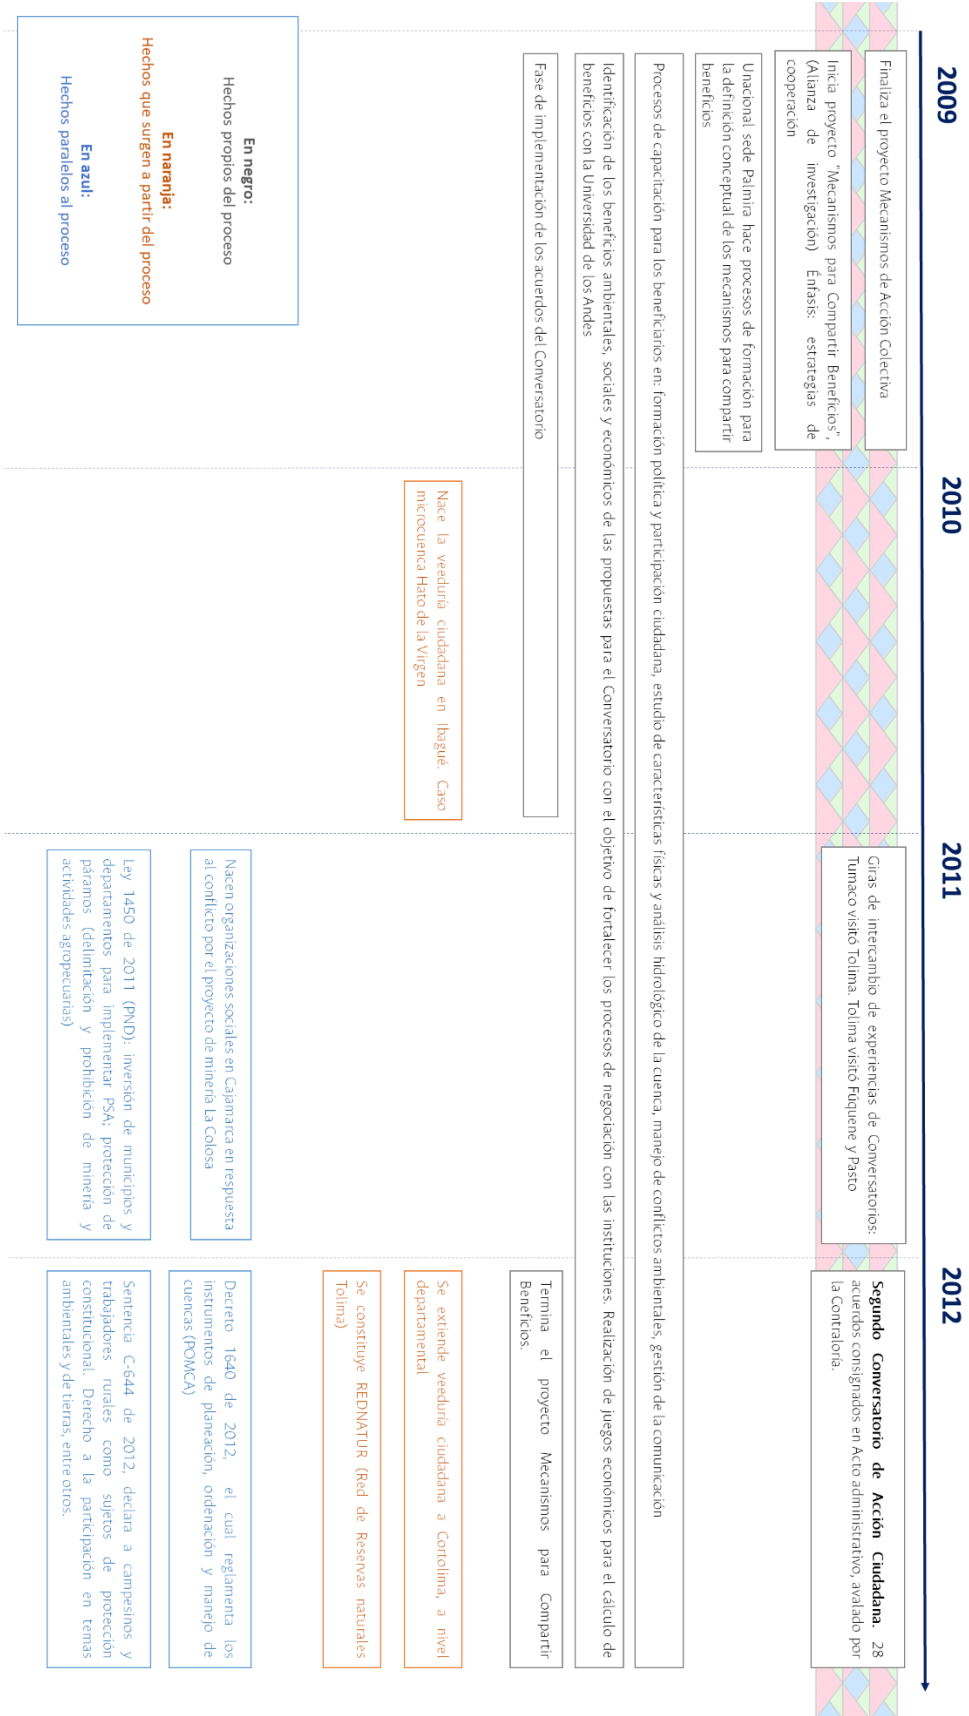 2009
2010
2011
2012
Finaliza el proyecto Mecanismos de Acción Colectiva
Inicia proyecto "Mecanismos para Compartir Beneficios",
(Alianza de investigación) Énfasis: estrategias de
cooperación
Unacional sede Palmira hace procesos de formación para
la definición conceptual de los mecanismos para compartir
beneficios
Procesos de capacitación para los beneficiarios en: formación política y participación ciudadana, estudio de características físicas y análisis hidrológico de la cuenca, manejo de conflictos ambientales, gestión de la comunicación
Identificación de los beneficios ambientales, sociales y económicos de las propuestas para el Conversatorio con el objetivo de fortalecer los procesos de negociación con las instituciones. Realización de juegos económicos para el cálculo de
beneficios con la Universidad de los Andes
Fase de implementación de los acuerdos del Conversatorio
Nace la veeduría ciudadana en Ibagué. Caso
microcuenca Hato de la Virgen
Giras de intercambio de experiencias de Conversatorios:
Tumaco visitó Tolima. Tolima visitó Fúquene y Pasto
Nacen organizaciones sociales en Cajamarca en respuesta
al conflicto por el proyecto de minería La Colosa
Ley 1450 de 2011 (PND): inversión de municipios y
departamentos para implementar PSA; protección de
páramos (delimitación y prohibición de minería y
actividades agropecuarias)
Segundo Conversatorio de Acción Ciudadana. 28
acuerdos consignados en Acto administrativo, avalado por
la Contraloría.
Termina el proyecto Mecanismos para Compartir
Beneficios.
Se extiende veeduría ciudadana a Cortolima, a nivel
departamental
Se constituye REDNATUR (Red de Reservas naturales
Tolima)
Decreto 1640 de 2012, el cual reglamenta los
instrumentos de planeación, ordenación y manejo de
cuencas (POMCA)
Sentencia C-644 de 2012, declara a campesinos y
trabajadores rurales como sujetos de protección
constitucional. Derecho a la participación en temas
ambientales y de tierras, entre otros.
En negro:
Hechos propios del proceso
En naranja:
Hechos que surgen a partir del proceso
En azul:
Hechos paralelos al proceso